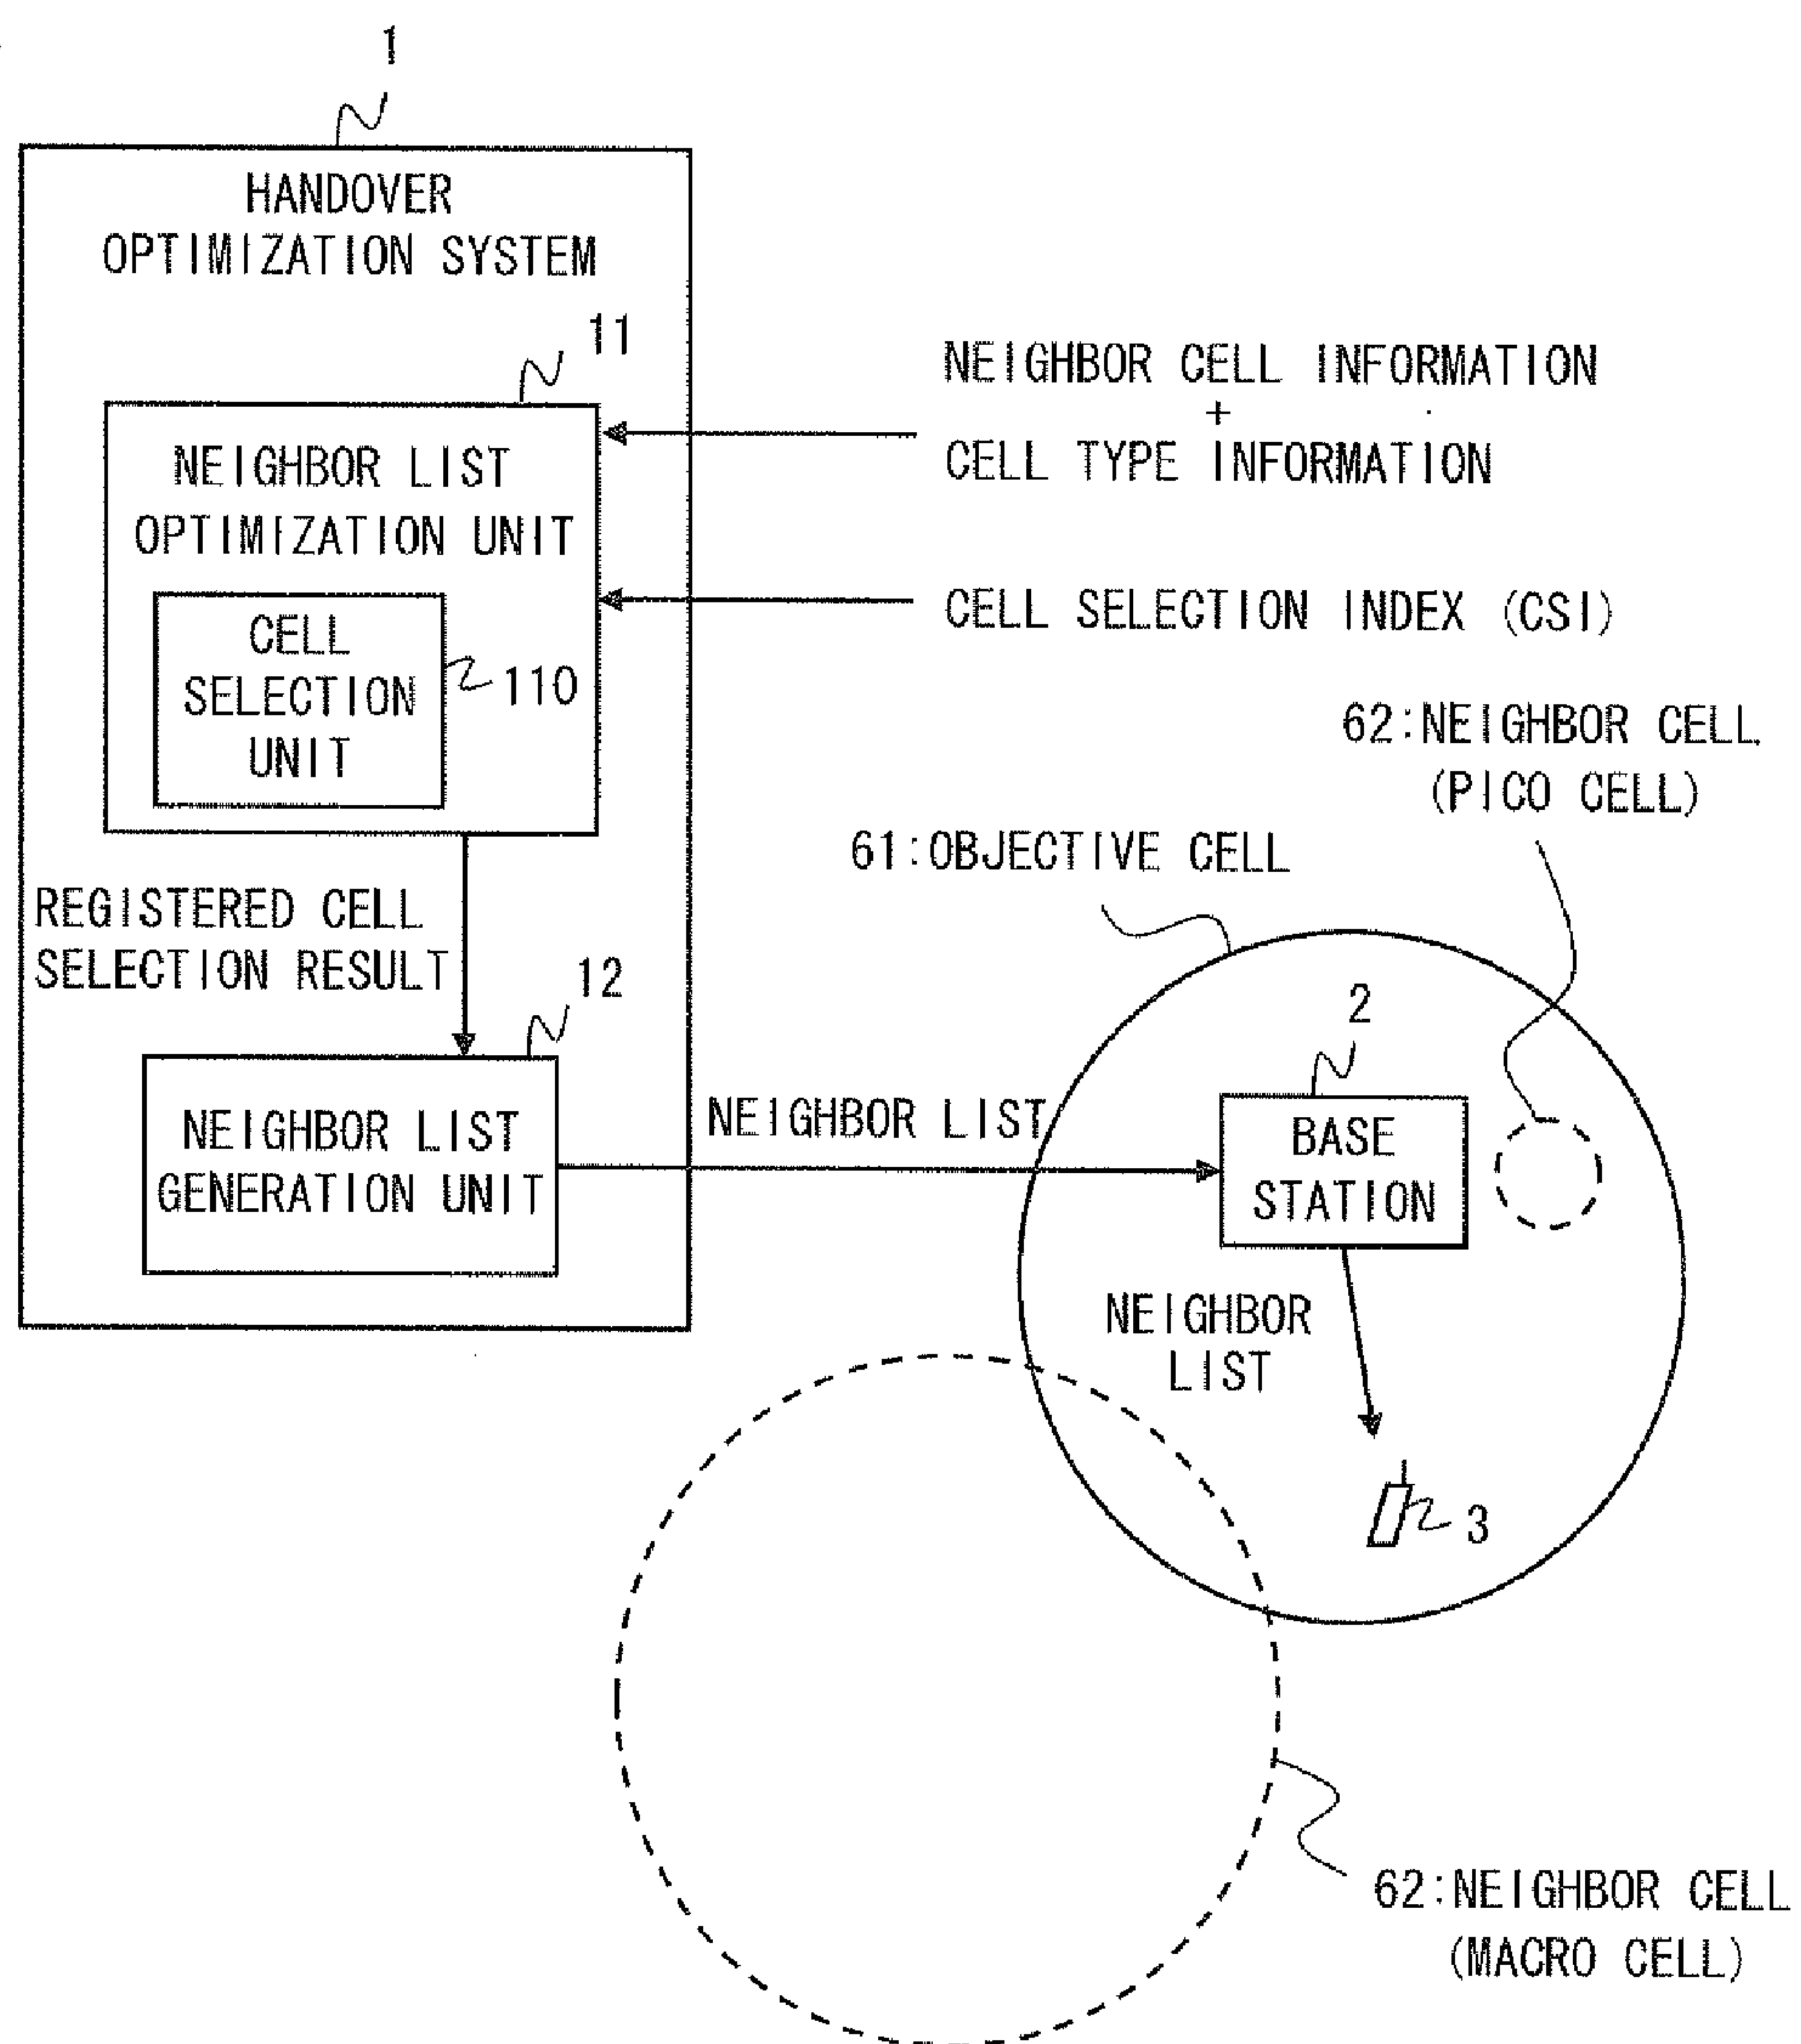 1
HANDOVER
OPTIMIZATION SYSTEM
11
NEIGHBOR CELL INFORMATION
+
CELL TYPE INFORMATION
NEIGHBOR LIST
OPTIMIZATION UNIT
CELL SELECTION INDEX (CSI)
CELL
SELECTION
UNIT
110
62:NEIGHBOR CELL
(PICO CELL)
61:OBJECTIVE CELL
REGISTERED CELL
SELECTION RESULT
12
2
NEIGHBOR LIST
GENERATION UNIT
NEIGHBOR LIST
BASE
STATION
NEIGHBOR
LIST
3
62:NEIGHBOR CELL
(MACRO CELL)